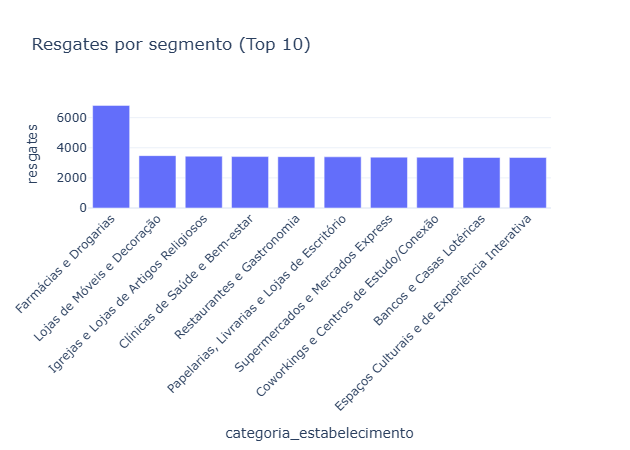 Resgates por segmento (Top 10)
resgates
6000
4000
2000
0
Farmácias e Drogarias
Lojas de Móveis e Decoração
Igrejas e Lojas de Artigos Religiosos
Clínicas de Saúde e Bem-estar
Restaurantes e Gastronomia
Papelarias, Livrarias e Lojas de Escritório
Supermercados e Mercados Express
Coworkings e Centros de Estudo/Conexão
Bancos e Casas Lotéricas
Espaços Culturais e de Experiência Interativa
categoria_estabelecimento